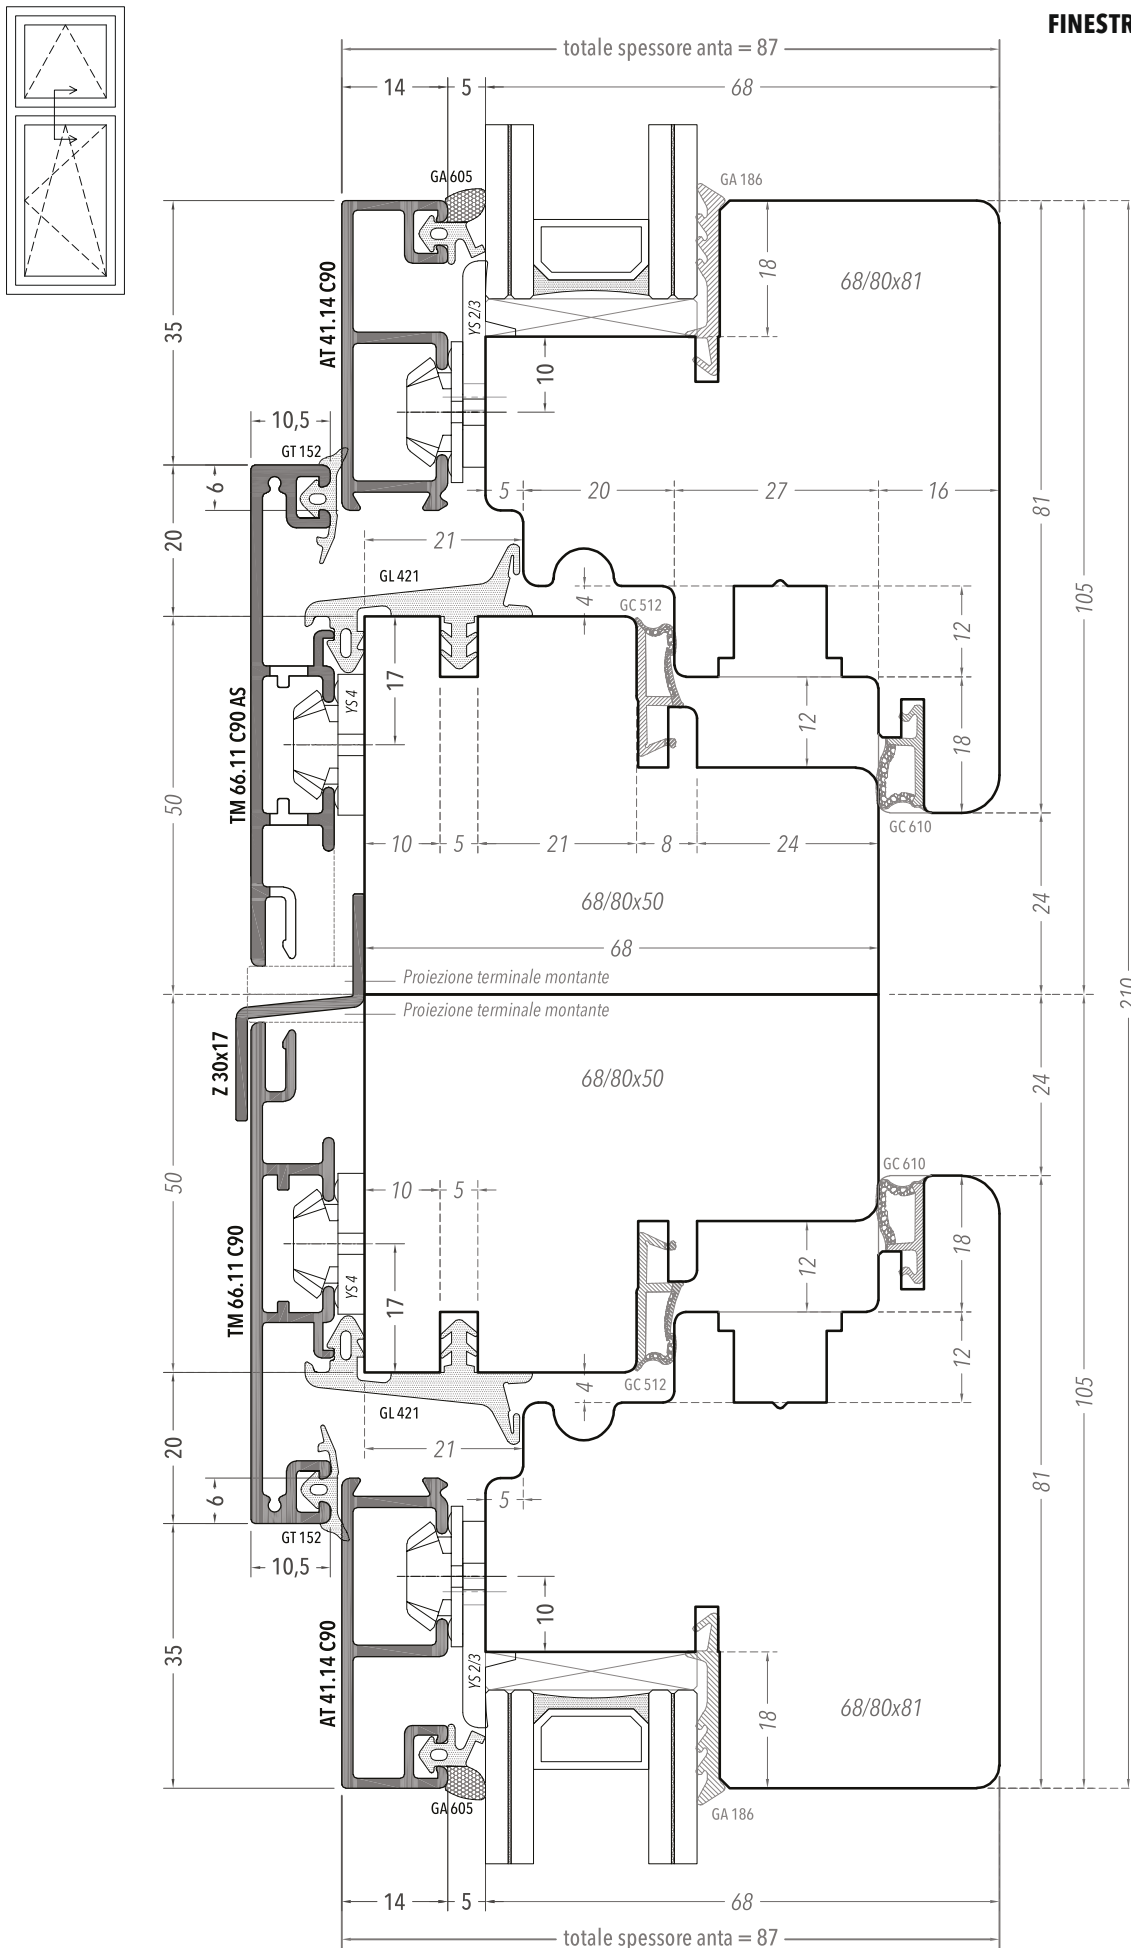 FINESTR
totale spessore anta = 87
14
5
68
GA 605
GA 186
35
AT 41.14 C90
YS 2/3
18
68/80x81
10
10,5
GT 152
6
20
5
20
27
16
81
105
21
GL 421
4
GC 512
12
17
YS 4
12
18
TM 66.11 C90 AS
50
GC 610
10
5
21
8
24
68/80x50
24
68
Proiezione terminale montante
Proiezione terminale montante
210
Z 30x17
68/80x50
24
GC 610
50
10
5
TM 66.11 C90
YS 4
17
12
18
12
4
GC 512
GL 421
105
20
21
6
5
81
GT 152
10,5
10
35
AT 41.14 C90
YS 2/3
18
68/80x81
GA 605
GA 186
14
5
68
totale spessore anta = 87